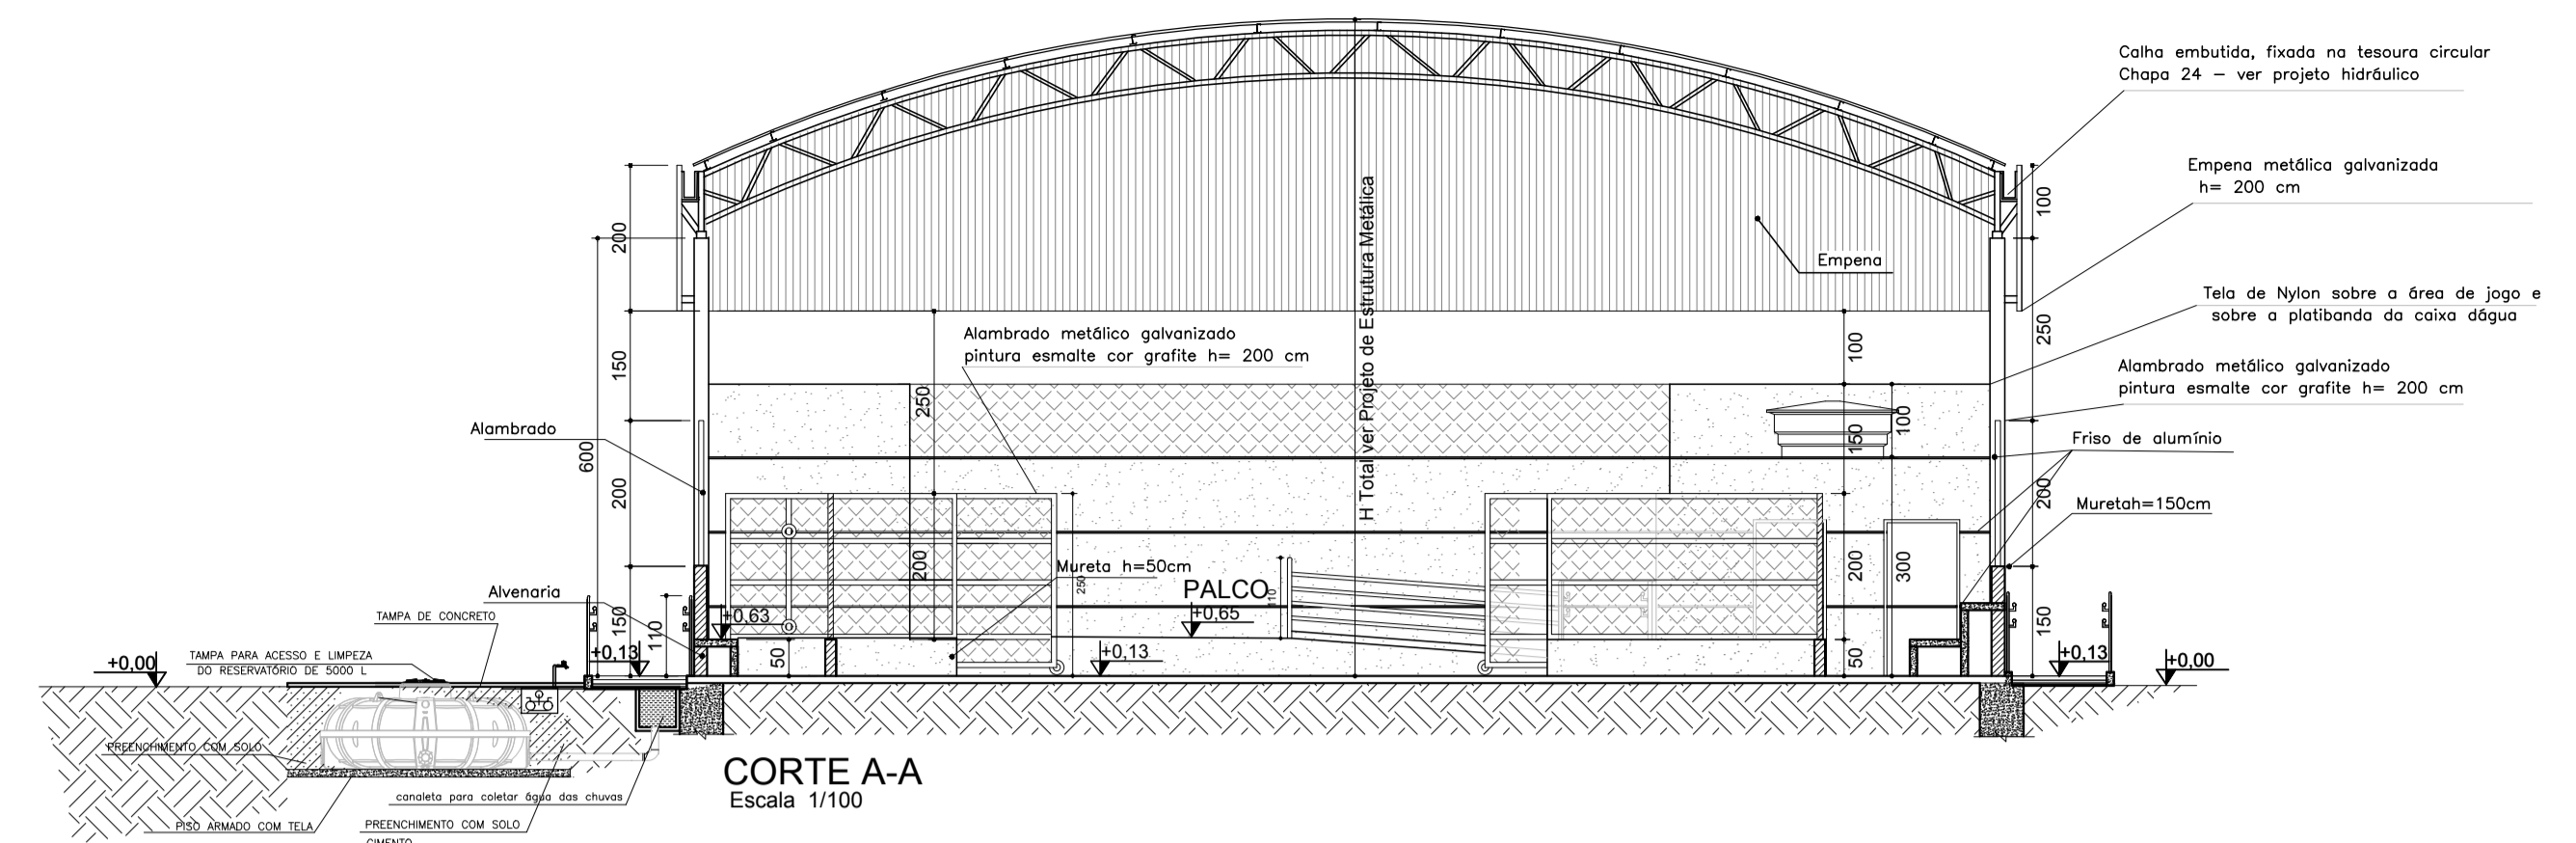 Calha embutida, fixada na tesoura circular
Chapa 24 – ver projeto hidráulico
Empena metálica galvanizada
h= 200 cm
100
200
H Total ver Projeto de Estrutura Metálica
Empena
Tela de Nylon sobre a área de jogo e
sobre a platibanda da caixa dágua
250
Alambrado metálico galvanizado
pintura esmalte cor grafite h= 200 cm
100
150
Alambrado metálico galvanizado
pintura esmalte cor grafite h= 200 cm
250
100
150
Alambrado
600
Friso de alumínio
200
200
Muretah=150cm
200
Mureta h=50cm
250
PALCO
110
200
300
Alvenaria
TAMPA DE CONCRETO
150
110
+0,63
+0,65
150
+0,00
TAMPA PARA ACESSO E LIMPEZA
DO RESERVATÓRIO DE 5000 L
+0,13
50
+0,13
50
+0,13
+0,00
PREENCHIMENTO COM SOLO
CORTE A-A
Escala 1/100
canaleta para coletar água das chuvas
PISO ARMADO COM TELA
PREENCHIMENTO COM SOLO
CIMENTO